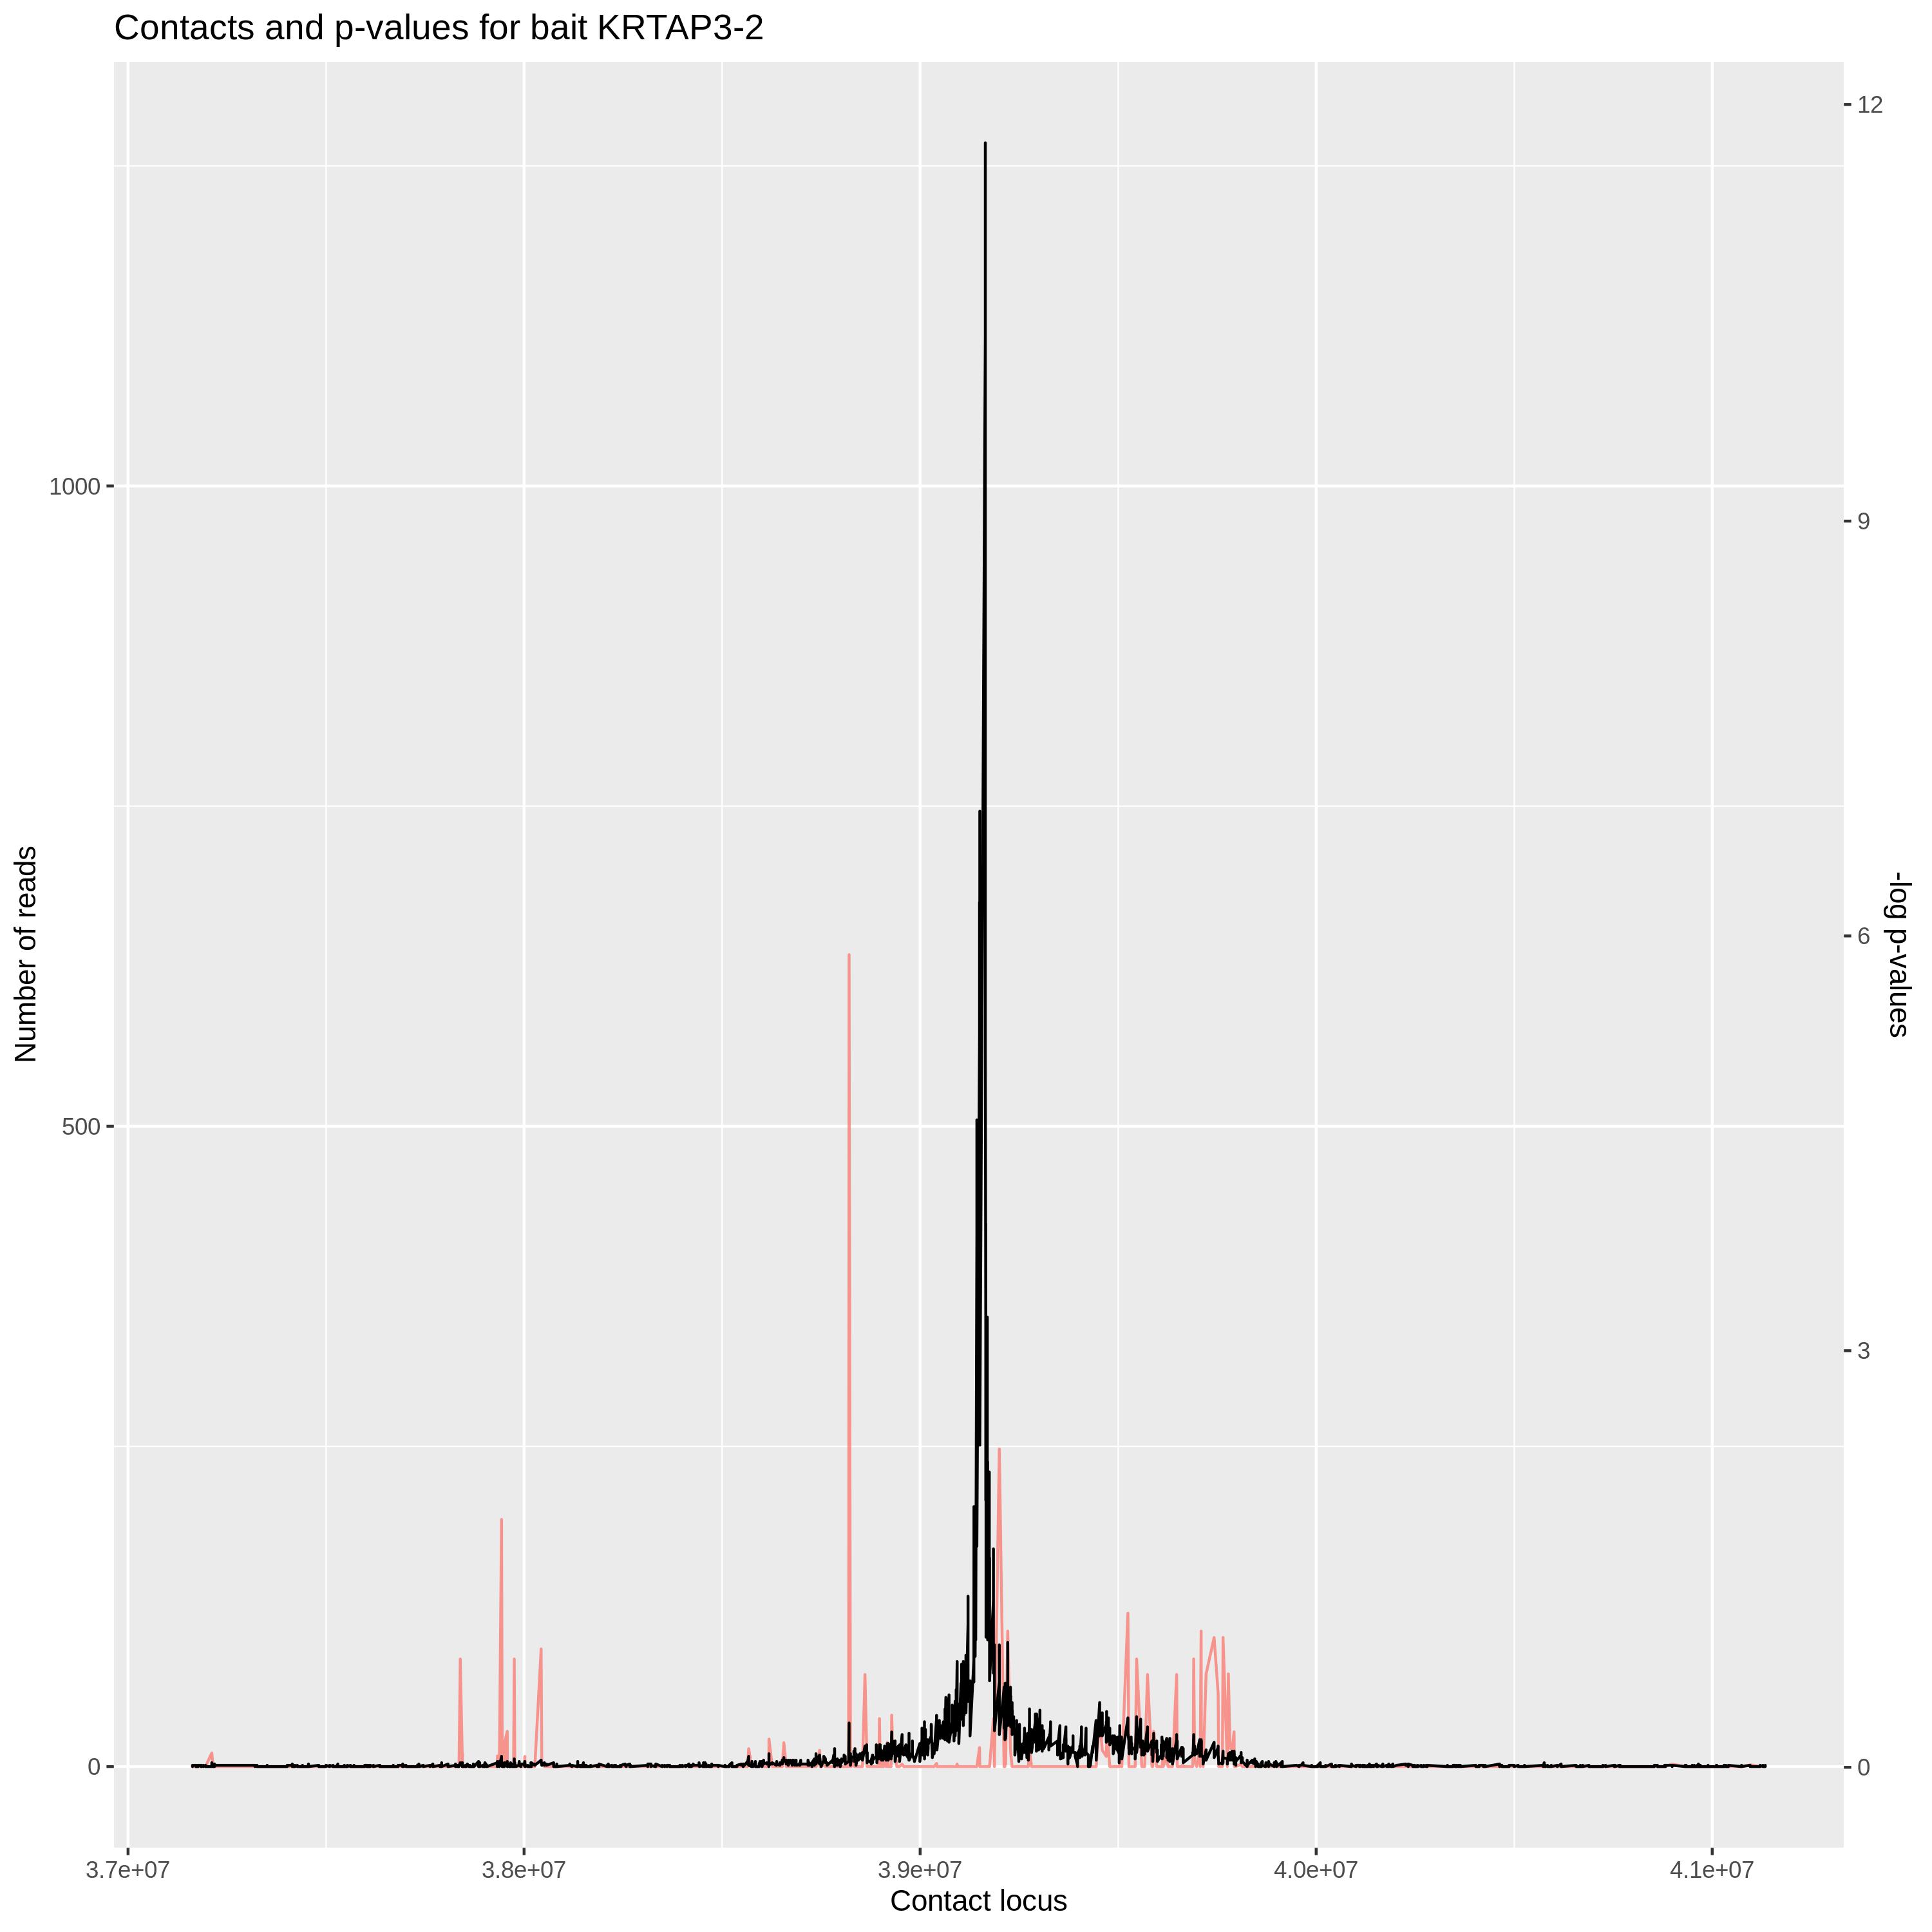 Contacts and p-values for bait KRTAP3-2
12
1000
9
Number of reads
6
-log p-values
500
3
0
0
3.7e+07
3.8e+07
3.9e+07
4.0e+07
4.1e+07
Contact locus